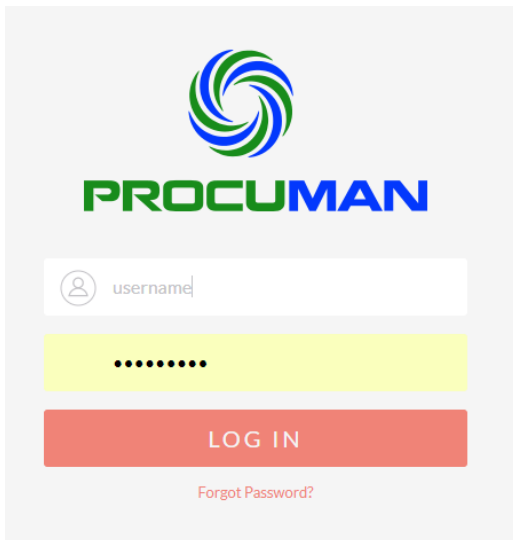 PROCUMAN
username
•••••••••
LOG IN
Forgot Password?